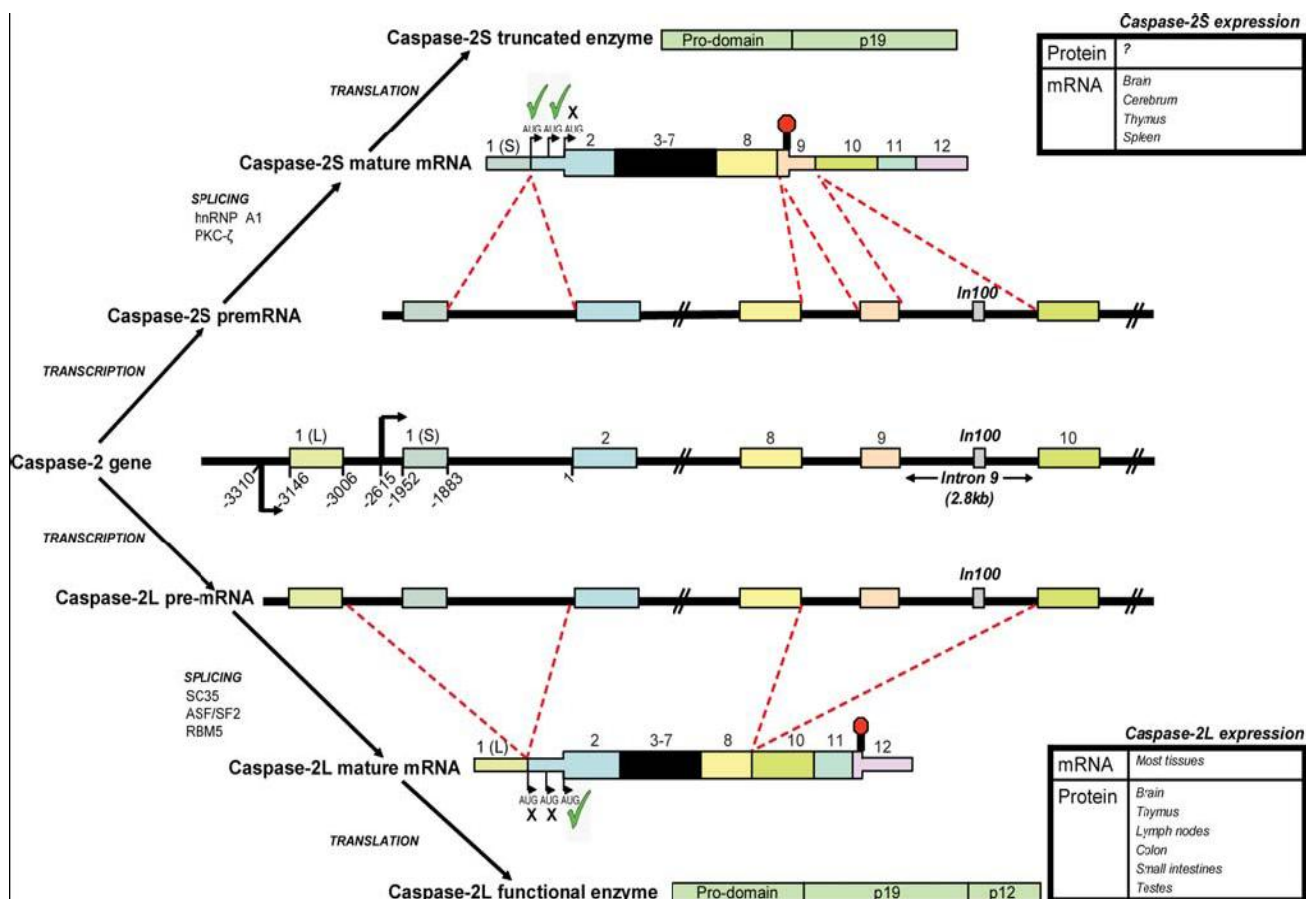 Caspase-2S expression
Caspase-2S truncated enzyme
Pro-domain p19
Protein ?
mRNA Brain
Cerebrum
Thymus
Spleen
TRANSLATION
X
AUG AUG AUG
1 (S) 2 3-7 8 9 10 11 12
Caspase-2S mature mRNA
SPLICING
hnRNP A1
PKC-ζ
In100
Caspase-2S premRNA
TRANSCRIPTION
1 (L) 1 (S) 2 8 9 In100 10
Caspase-2 gene
-3310 -3146 -3006 -2615 -1952 -1883 1
Intron 9
(2.8kb)
TRANSCRIPTION
In100
Caspase-2L pre-mRNA
SPLICING
SC35
ASF/SF2
RBM5
1 (L) 2 3-7 8 10 11 12
Caspase-2L mature mRNA
AUG AUG AUG
X X
TRANSLATION
Caspase-2L expression
mRNA Most tissues
Protein Brain
Thymus
Lymph nodes
Colon
Small intestines
Testes
Caspase-2L functional enzyme
Pro-domain p19 p12